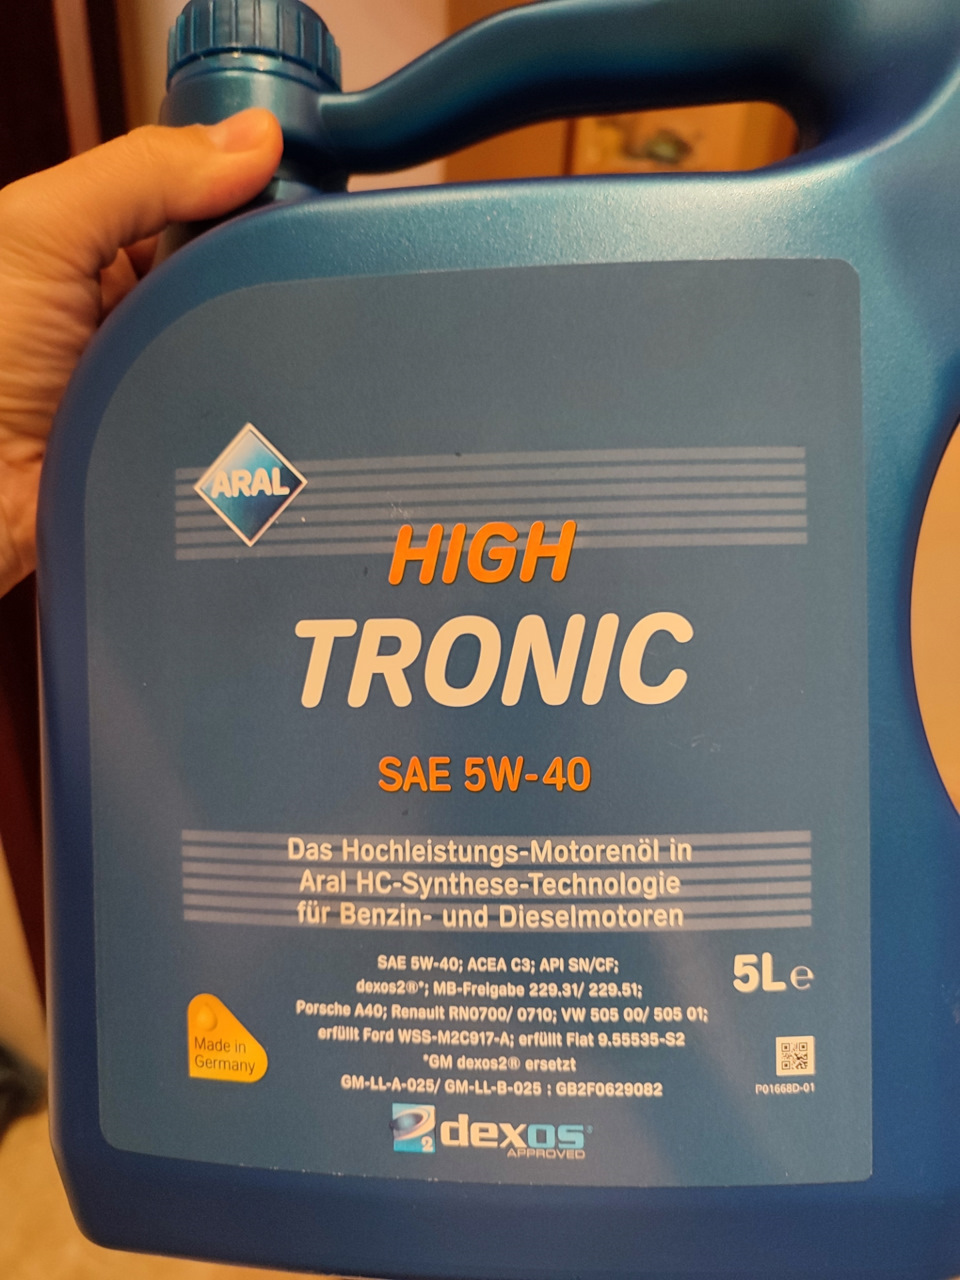 ARAL
HIGH
TRONIC
SAE 5W-40
Das Hochleistungs-Motorenöl in
Aral HC-Synthese-Technologie
für Benzin- und Dieselmotoren
SAE 5W-40; ACEA C3; API SN/CF;
dexos2®*; MB-Freigabe 229.31/ 229.51;
Porsche A40; Renault RN0700/ 0710; VW 505 00/ 505 01;
erfüllt Ford WSS-M2C917-A; erfüllt Fiat 9.55535-S2
*GM dexos2® ersetzt
GM-LL-A-025/ GM-LL-B-025 : GB2F0629082
5L e
Made in
Germany
P01668D-01
2 dexos®
APPROVED